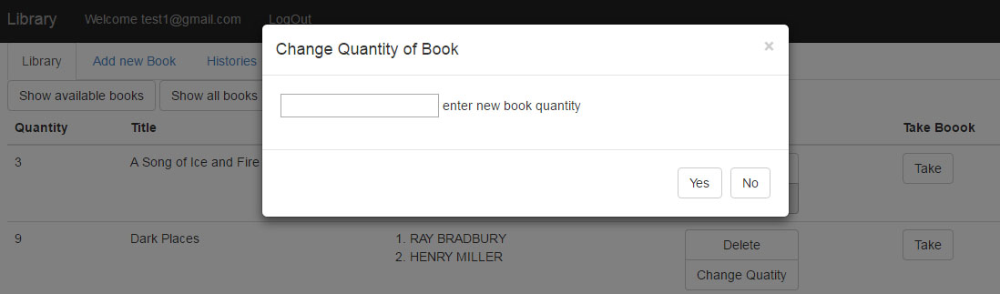 Library Welcome test1@gmail.com LogOut
Change Quantity of Book ×
Library Add new Book Histories
Show available books Show all books
enter new book quantity
Quantity Title Take Boook
3 A Song of Ice and Fire Take
Yes No
9 Dark Places 1. RAY BRADBURY Delete Take
2. HENRY MILLER Change Quatity